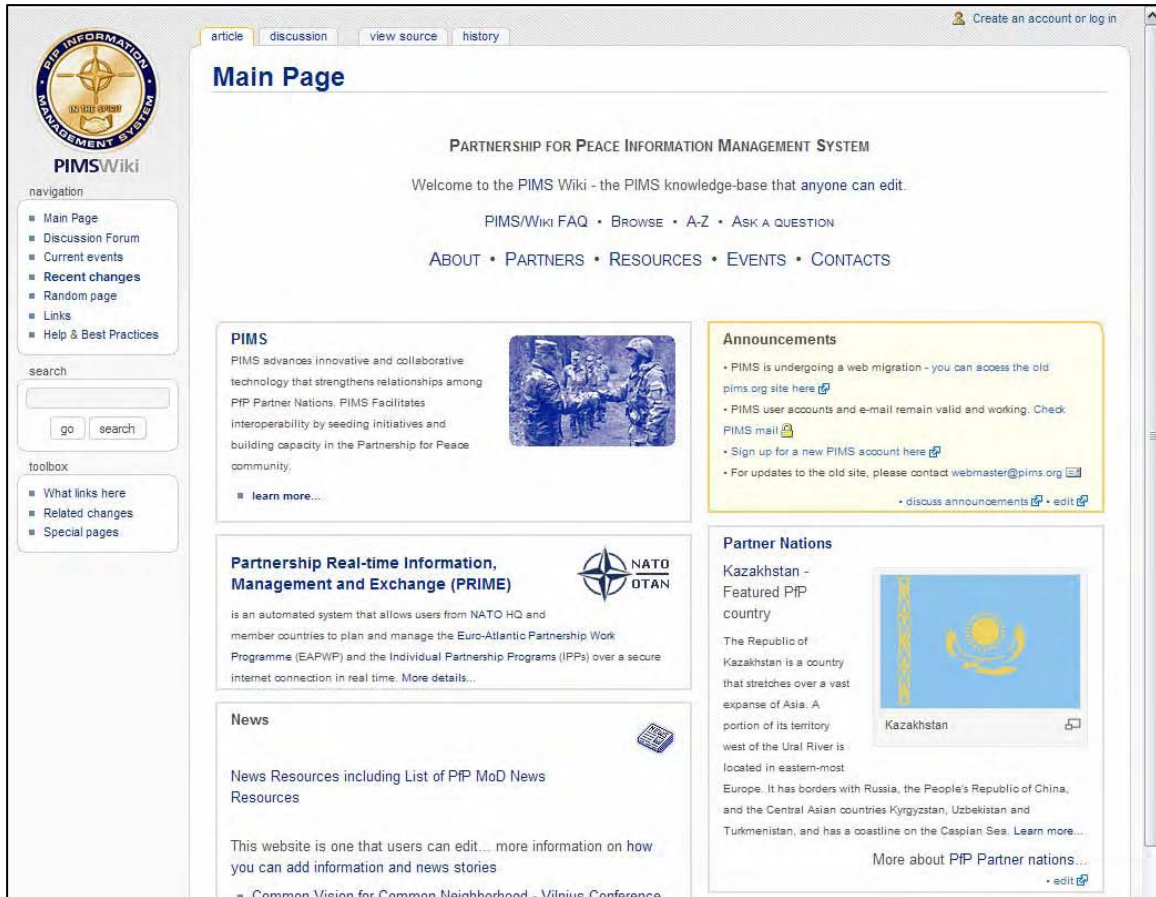 Create an account or log in
article
discussion
view source
history
PfP INFORMATION
MANAGEMENT SYSTEM
IN THE SPIRIT
PIMSWiki
navigation
Main Page
Discussion Forum
Current events
Recent changes
Random page
Links
Help & Best Practices
search
go
search
toolbox
What links here
Related changes
Special pages
Main Page
PARTNERSHIP FOR PEACE INFORMATION MANAGEMENT SYSTEM
Welcome to the PIMS Wiki - the PIMS knowledge-base that anyone can edit.
PIMS/WIKI FAQ • BROWSE • A-Z • ASK A QUESTION
ABOUT • PARTNERS • RESOURCES • EVENTS • CONTACTS
PIMS
PIMS advances innovative and collaborative
technology that strengthens relationships among
PfP Partner Nations. PIMS Facilitates
interoperability by seeding initiatives and
building capacity in the Partnership for Peace
community.
learn more...
Partnership Real-time Information,
Management and Exchange (PRIME)
NATO
OTAN
is an automated system that allows users from NATO HQ and
member countries to plan and manage the Euro-Atlantic Partnership Work
Programme (EAPWP) and the Individual Partnership Programs (IPPs) over a secure
internet connection in real time. More details...
News
News Resources including List of PfP MoD News
Resources
This website is one that users can edit... more information on how
you can add information and news stories
Common Vision for Common Neighborhood - Vilnius Conference
Announcements
• PIMS is undergoing a web migration - you can access the old
pims.org site here
• PIMS user accounts and e-mail remain valid and working. Check
PIMS mail
• Sign up for a new PIMS account here
• For updates to the old site, please contact webmaster@pims.org
• discuss announcements • edit
Partner Nations
Kazakhstan -
Featured PfP
country
The Republic of
Kazakhstan is a country
that stretches over a vast
expanse of Asia. A
portion of its territory
west of the Ural River is
located in eastern-most
Kazakhstan
Europe. It has borders with Russia, the People's Republic of China,
and the Central Asian countries Kyrgyzstan, Uzbekistan and
Turkmenistan, and has a coastline on the Caspian Sea. Learn more...
More about PfP Partner nations...
• edit